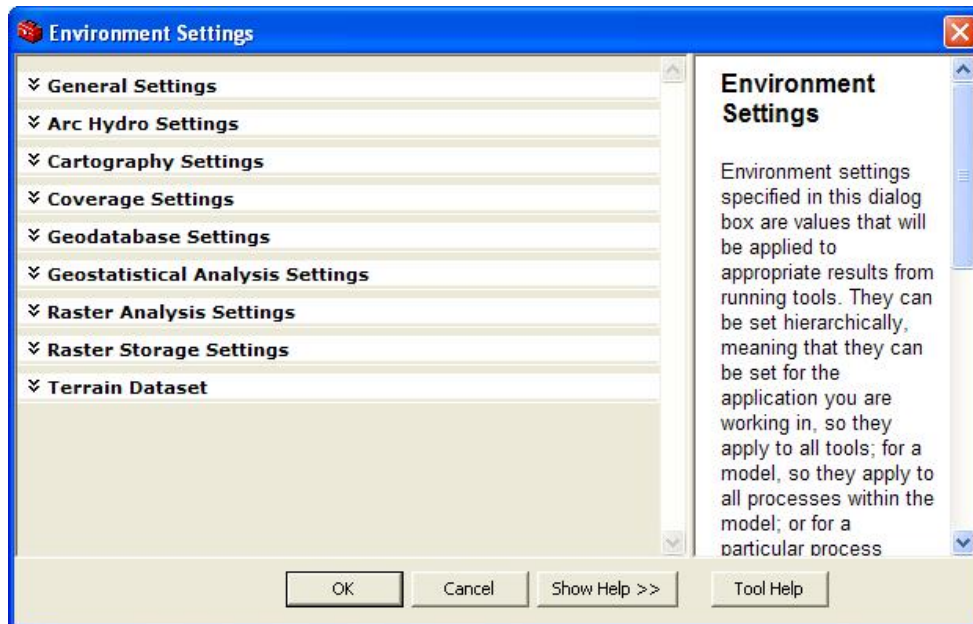 Environment Settings
General Settings
Arc Hydro Settings
Cartography Settings
Coverage Settings
Geodatabase Settings
Geostatistical Analysis Settings
Raster Analysis Settings
Raster Storage Settings
Terrain Dataset
Environment
Settings
Environment settings
specified in this dialog
box are values that will
be applied to
appropriate results from
running tools. They can
be set hierarchically,
meaning that they can
be set for the
application you are
working in, so they
apply to all tools; for a
model, so they apply to
all processes within the
model; or for a
particular process
OK
Cancel
Show Help >>
Tool Help